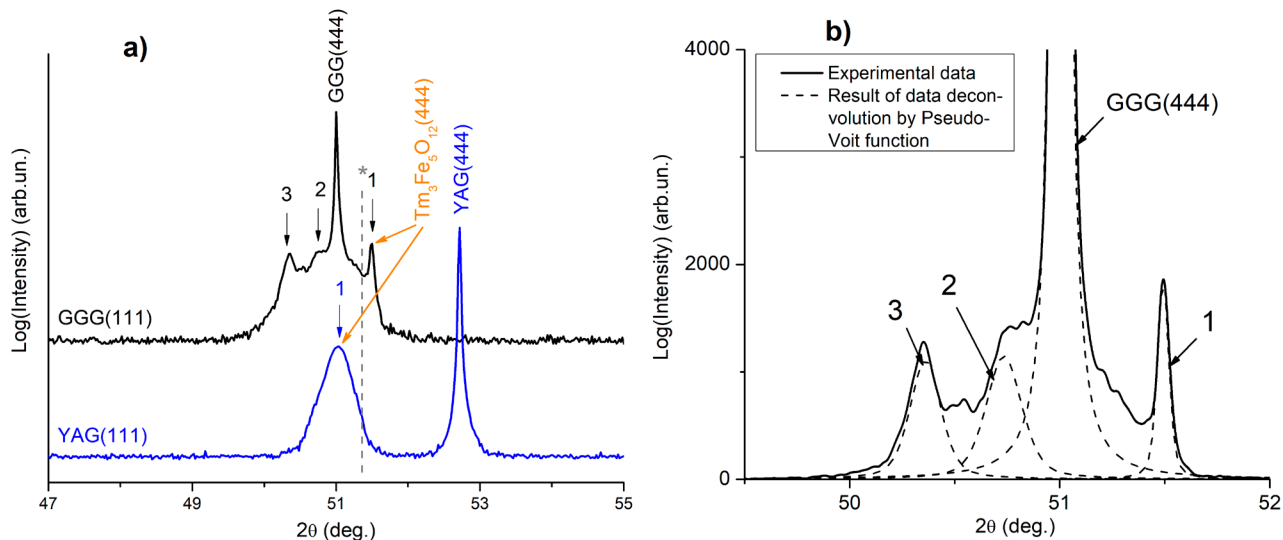 a)
Log(Intensity) (arb.un.)
GGG(444)
Tm3Fe5O12(444)
YAG(444)
3
2
*
1
1
GGG(111)
YAG(111)
47
49
51
53
55
2θ (deg.)
b)
Log(Intensity) (arb.un.)
4000
2000
0
Experimental data
Result of data decon-
volution by Pseudo-
Voit function
GGG(444)
3
2
1
50
51
52
2θ (deg.)